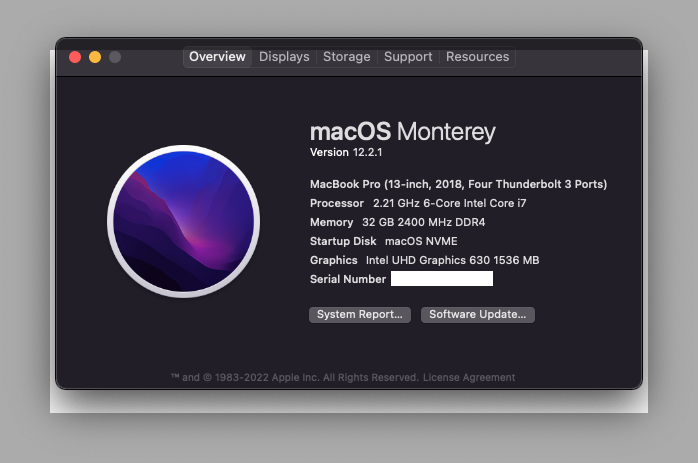 Overview Displays Storage Support Resources
macOS Monterey
Version 12.2.1
MacBook Pro (13-inch, 2018, Four Thunderbolt 3 Ports)
Processor 2.21 GHz 6-Core Intel Core i7
Memory 32 GB 2400 MHz DDR4
Startup Disk macOS NVME
Graphics Intel UHD Graphics 630 1536 MB
Serial Number
System Report... Software Update...
™ and © 1983-2022 Apple Inc. All Rights Reserved. License Agreement